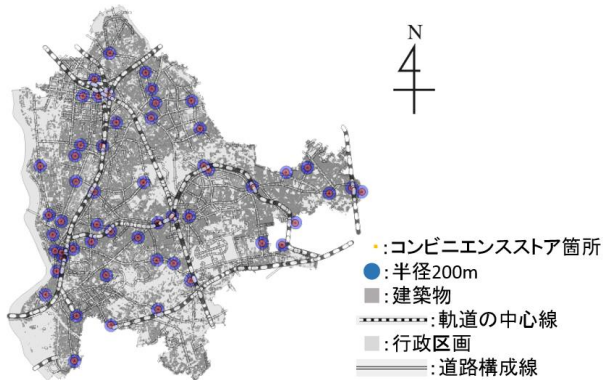 N
:コンビニエンスストア箇所
:半径200m
:建築物
:軌道の中心線
:行政区画
:道路構成線